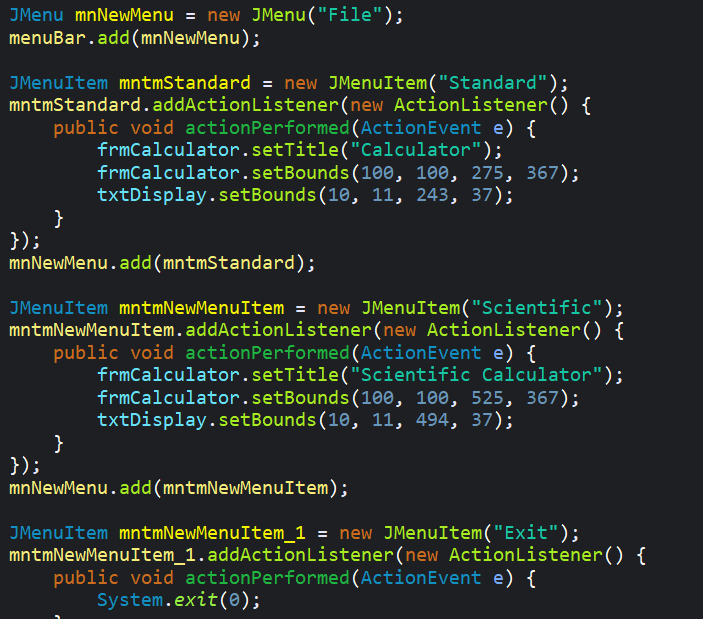 JMenu mnNewMenu = new JMenu("File");
menuBar.add(mnNewMenu);

JMenuItem mntmStandard = new JMenuItem("Standard");
mntmStandard.addActionListener(new ActionListener() {
    public void actionPerformed(ActionEvent e) {
        frmCalculator.setTitle("Calculator");
        frmCalculator.setBounds(100, 100, 275, 367);
        txtDisplay.setBounds(10, 11, 243, 37);
    }
});
mnNewMenu.add(mntmStandard);

JMenuItem mntmNewMenuItem = new JMenuItem("Scientific");
mntmNewMenuItem.addActionListener(new ActionListener() {
    public void actionPerformed(ActionEvent e) {
        frmCalculator.setTitle("Scientific Calculator");
        frmCalculator.setBounds(100, 100, 525, 367);
        txtDisplay.setBounds(10, 11, 494, 37);
    }
});
mnNewMenu.add(mntmNewMenuItem);

JMenuItem mntmNewMenuItem_1 = new JMenuItem("Exit");
mntmNewMenuItem_1.addActionListener(new ActionListener() {
    public void actionPerformed(ActionEvent e) {
        System.exit(0);
    }